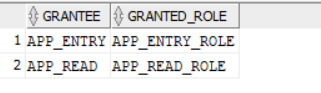 GRANTEE GRANTED_ROLE
1 APP_ENTRY APP_ENTRY_ROLE
2 APP_READ APP_READ_ROLE